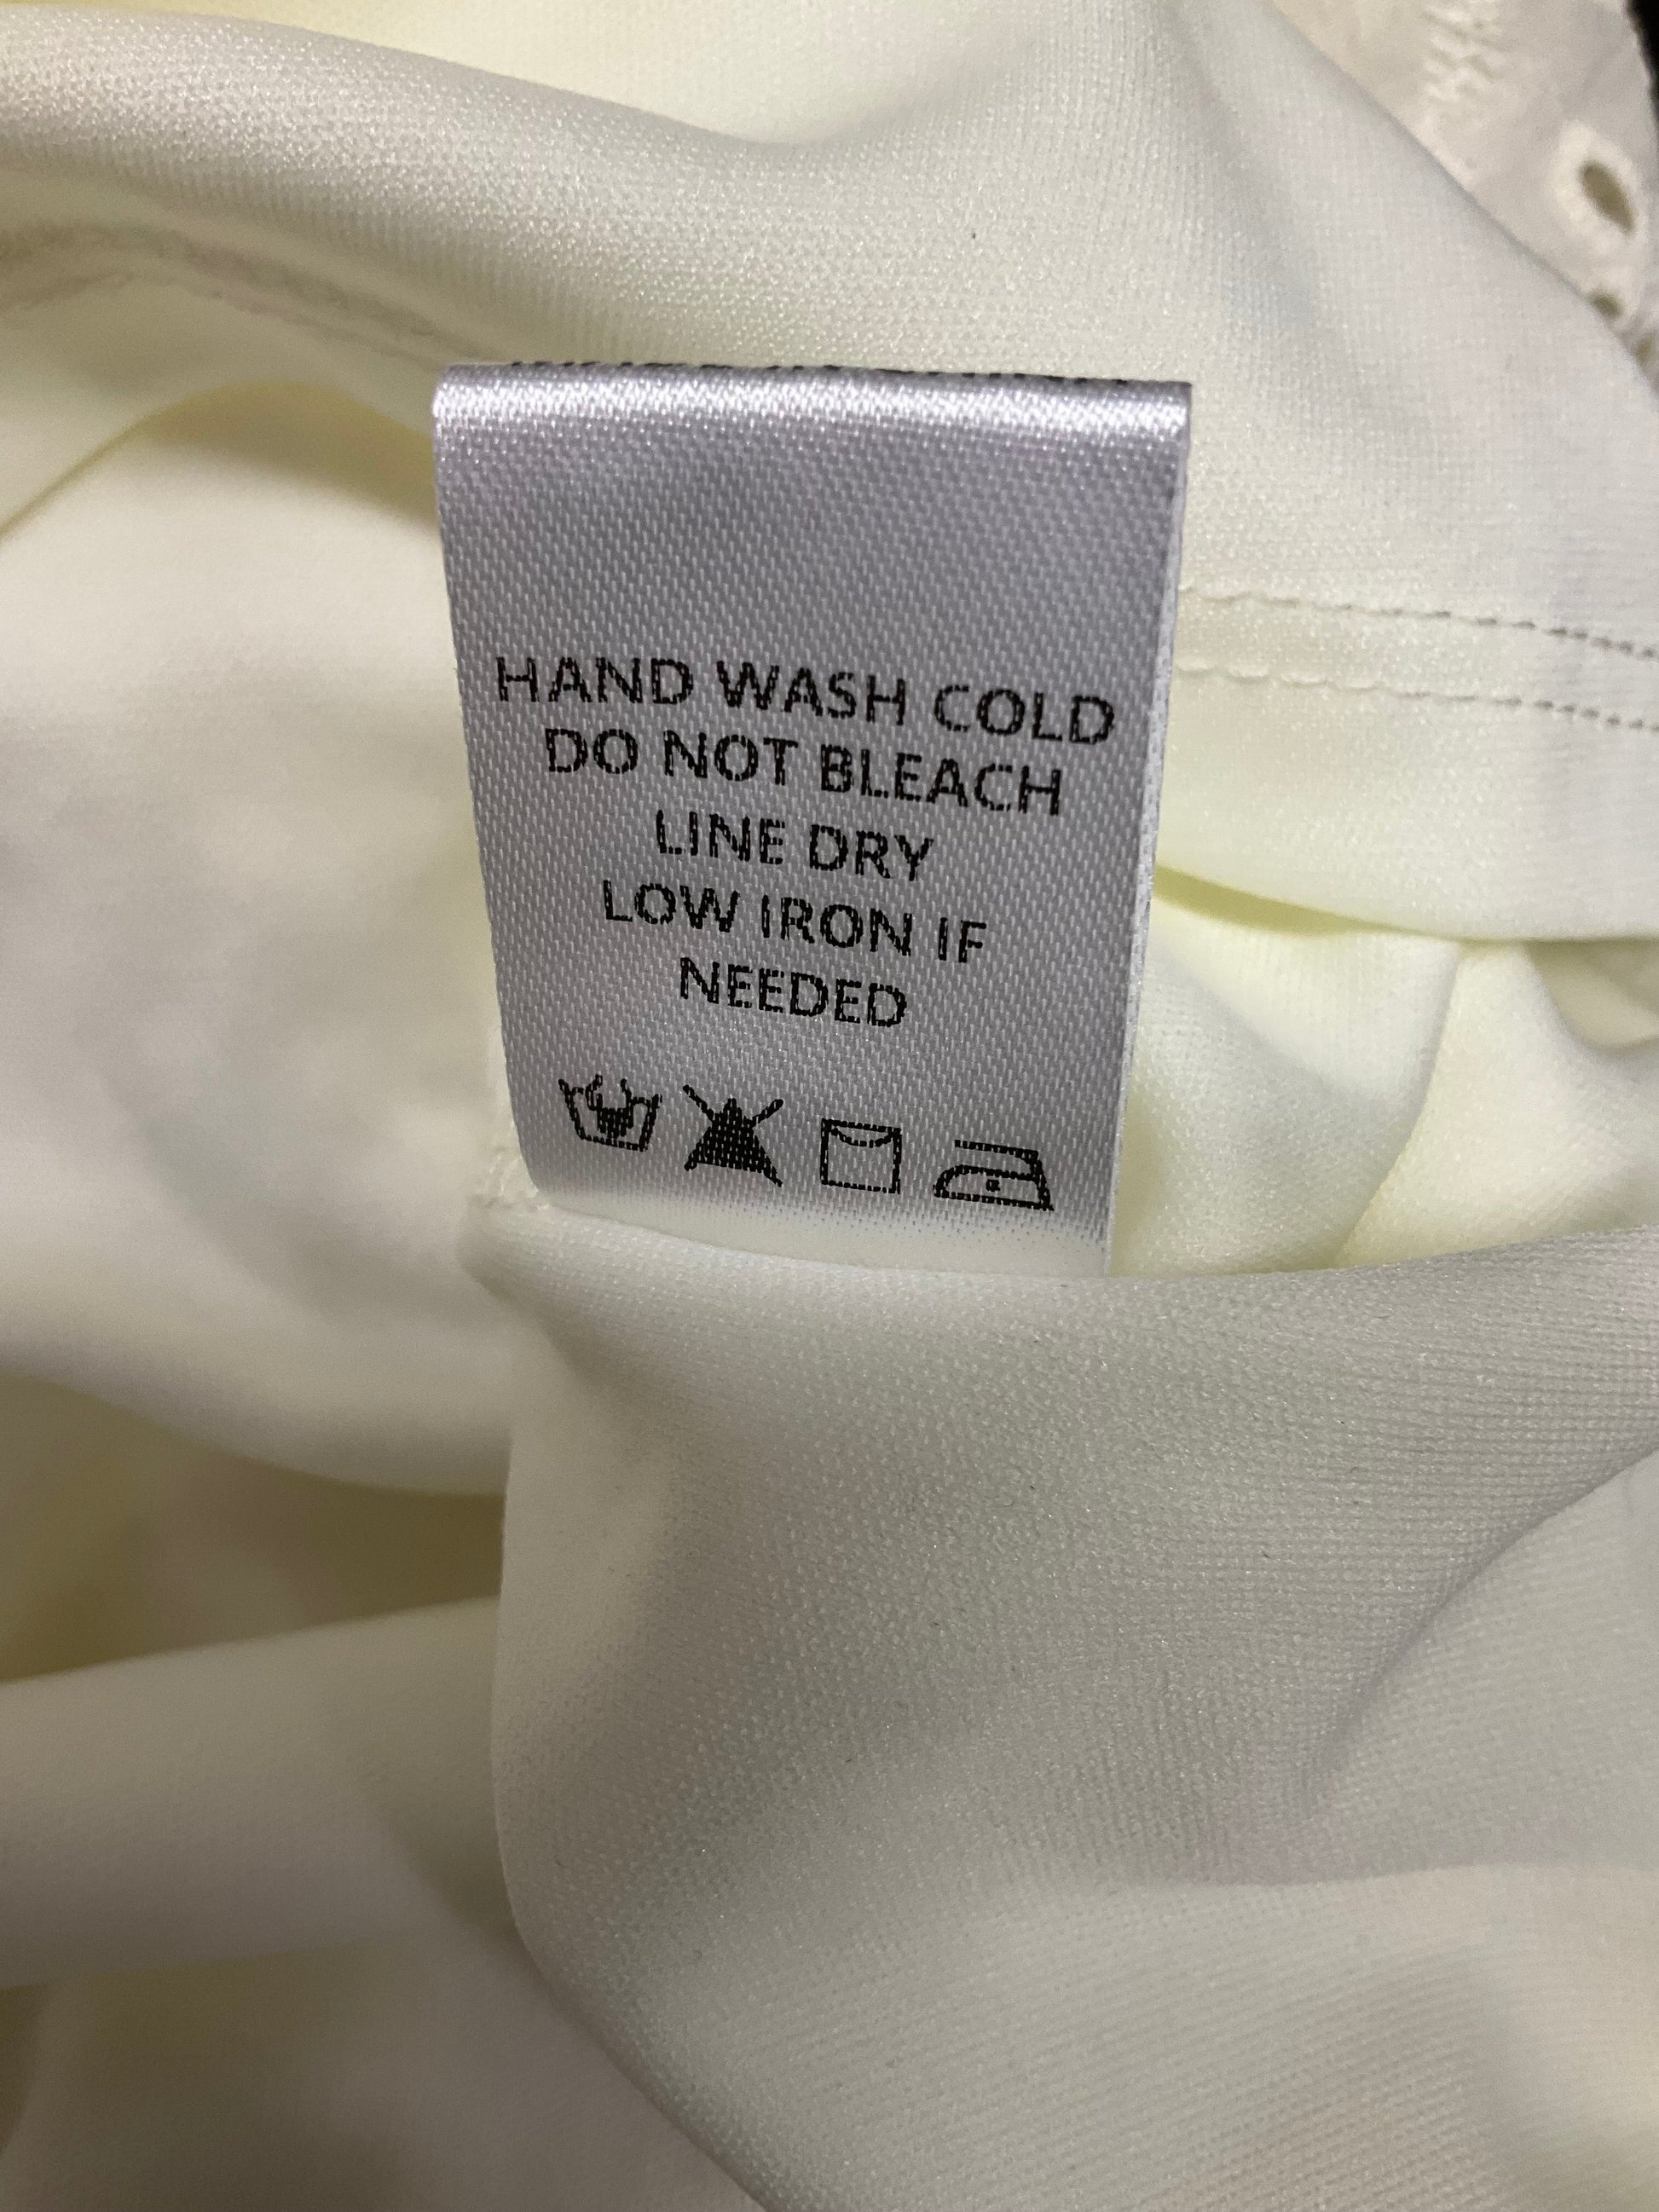 HAND WASH COLD
DO NOT BLEACH
LINE DRY
LOW IRON IF
NEEDED